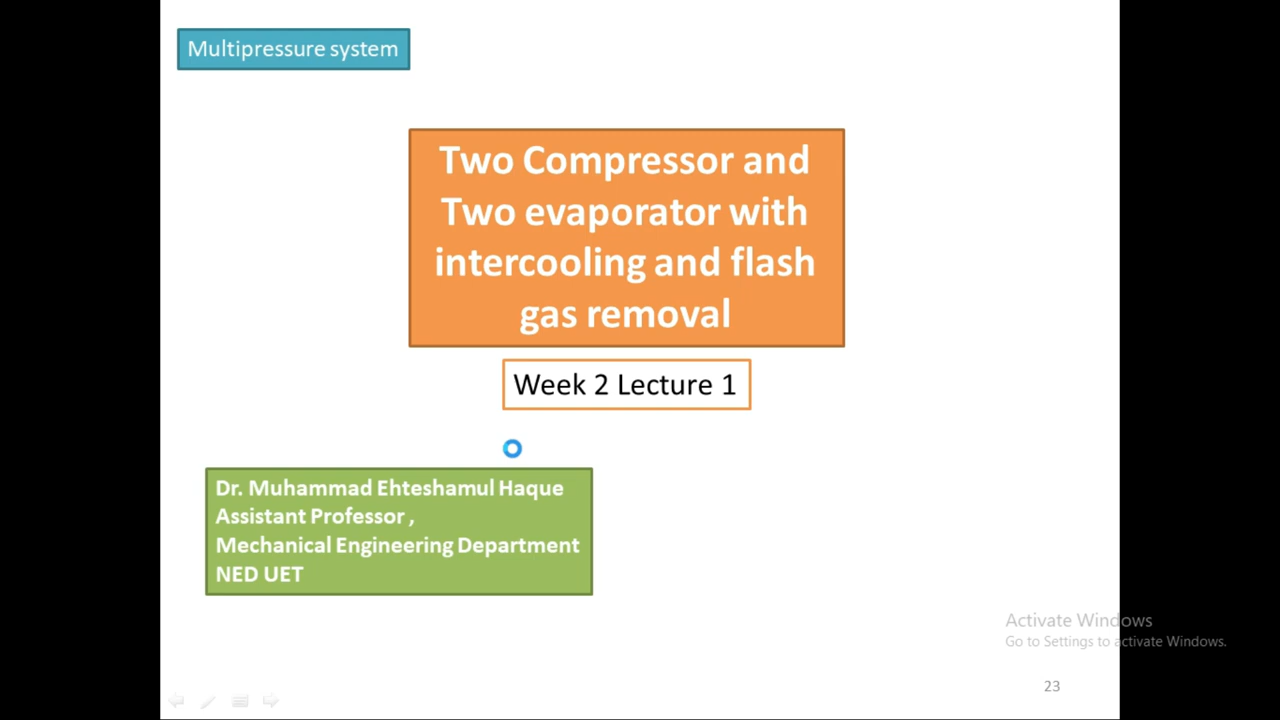 Multipressure system
Two Compressor and
Two evaporator with
intercooling and flash
gas removal
Week 2 Lecture 1
Dr. Muhammad Ehteshamul Haque
Assistant Professor ,
Mechanical Engineering Department
NED UET
Activate Windows
Go to Settings to activate Windows.
23